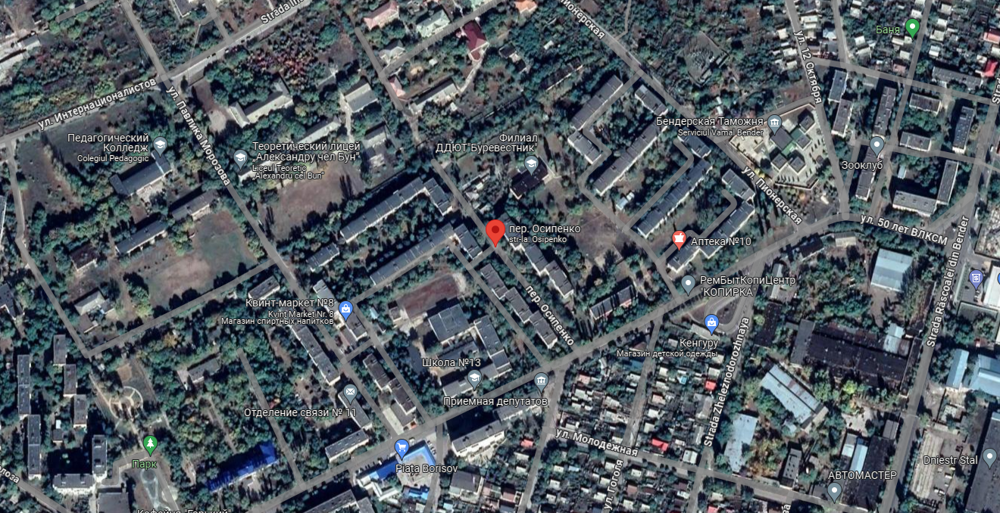 Strada In
Пионерская
Баня
ул. 12 Октября
ул. Интернационалистов
ул. Павлика Морозова
Педагогический
Колледж
Colegiul Pedagogic
Теоретический лицей
„Александру чел Бун"
Liceul Teoretic
„Alexandru cel Bun"
Филиал
ДДЮТ"Буревестник"
Бендерская Таможня
Serviciul Vamal Bender
Зооклуб
ул. Пионерская
ул. 50 лет ВЛКСМ
Strada Răscoalei din Bender
пер. Осипенко
str-la. Osipenko
Аптека №10
РемБытКопиЦентр
"КОПИРКА"
пер. Осипенко
Квинт-маркет №8
Kvint Market Nr. 8
Магазин спиртных напитков
Кенгуру
Магазин детской одежды
Strada Zheleznodorozhnaya
Школа №13
Приемная депутатов
Отделение связи № 11
ул. Молодежная
ул. Гоголя
Парк
Piața Borisov
Dniestr Stal
АВТОМАСТЕР
Кофейня "Горький"